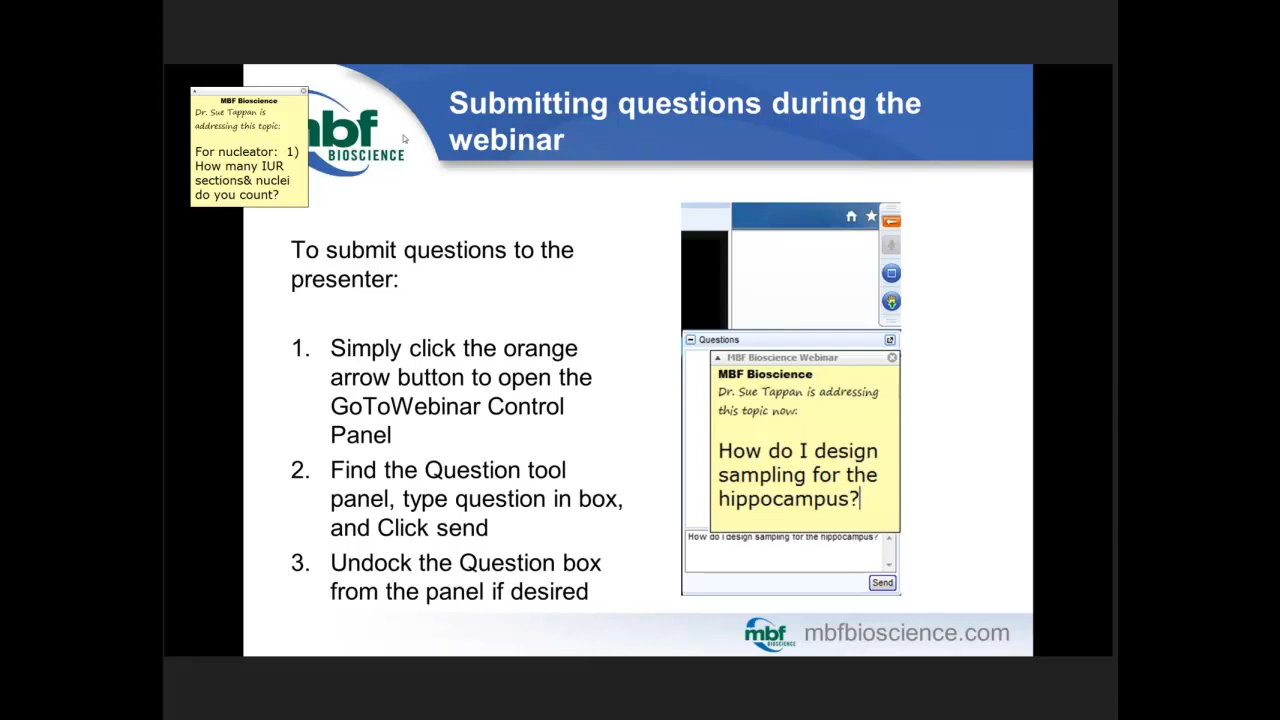 Submitting questions during the
webinar
MBF Bioscience
Dr. Sue Tappan is
addressing this topic:
For nucleator: 1)
How many IUR
sections& nuclei
do you count?
mbf
BIOSCIENCE
To submit questions to the
presenter:
1. Simply click the orange
arrow button to open the
GoToWebinar Control
Panel
2. Find the Question tool
panel, type question in box,
and Click send
3. Undock the Question box
from the panel if desired
Questions
MBF Bioscience Webinar
MBF Bioscience
Dr. Sue Tappan is addressing
this topic now:
How do I design
sampling for the
hippocampus?
How do I design sampling for the hippocampus?
Send
mbf
BIOSCIENCE
mbfbioscience.com